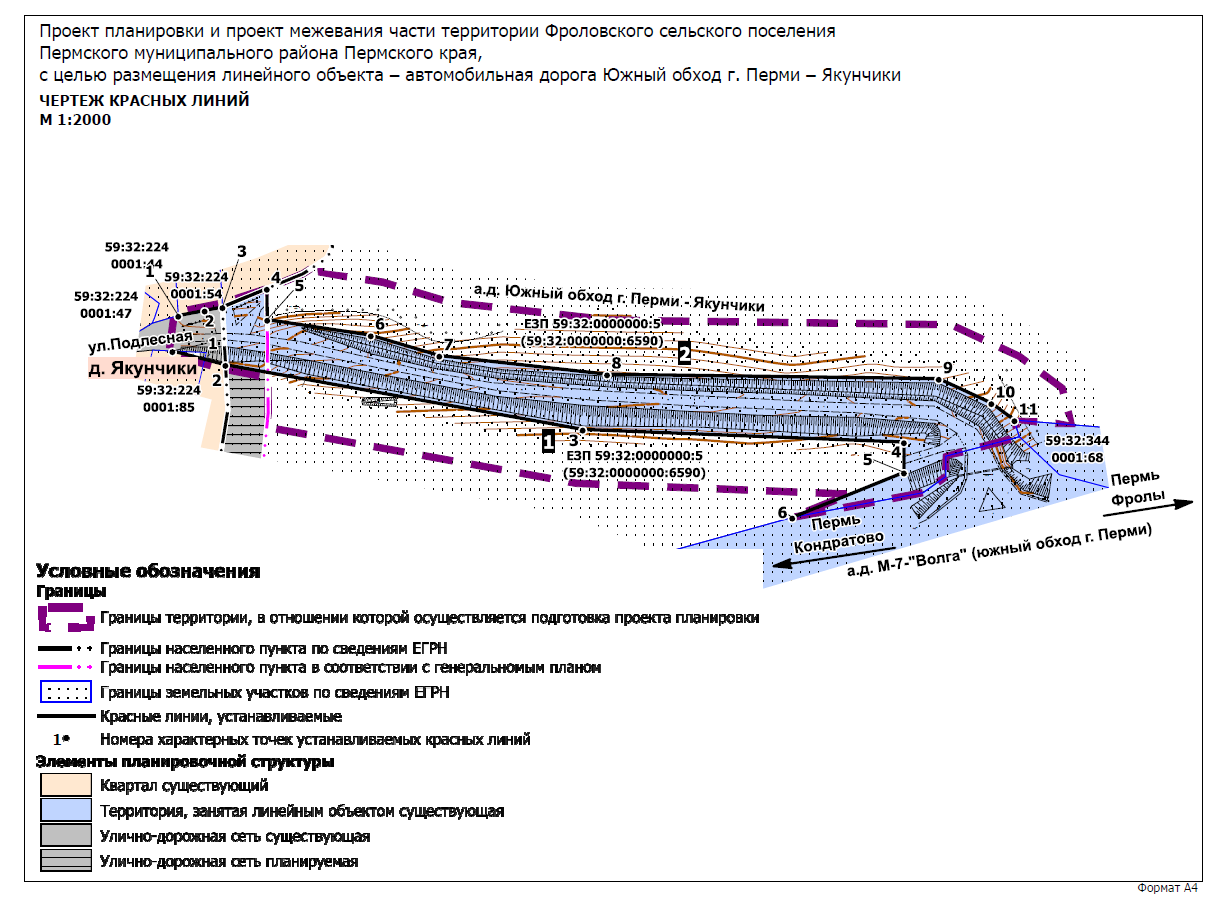 Проект планировки и проект межевания части территории Фроловского сельского поселения
Пермского муниципального района Пермского края,
с целью размещения линейного объекта – автомобильная дорога Южный обход г. Перми – Якунчики
ЧЕРТЕЖ КРАСНЫХ ЛИНИЙ
М 1:2000
59:32:224
0001:44
1
59:32:224
0001:54
3
4
5
59:32:224
0001:47
2
ул.Подлесная
1
д. Якунчики
2
59:32:224
0001:85
а.д. Южный обход г. Перми - Якунчики
ЕЗП 59:32:0000000:5
(59:32:0000000:6590)
2
6
7
8
9
10
11
1
3
ЕЗП 59:32:0000000:5
(59:32:0000000:6590)
4
5
6
59:32:344
0001:68
Пермь
Фролы
Пермь
Кондратово
а.д. М-7-"Волга" (южный обход г. Перми)
Условные обозначения
Границы
Границы территории, в отношении которой осуществляется подготовка проекта планировки
Границы населенного пункта по сведениям ЕГРН
Границы населенного пункта в соответствии с генеральномым планом
Границы земельных участков по сведениям ЕГРН
Красные линии, устанавливаемые
1 Номера характерных точек устанавливаемых красных линий
Элементы планировочной структуры
Квартал существующий
Территория, занятая линейным объектом существующая
Улично-дорожная сеть существующая
Улично-дорожная сеть планируемая
Формат А4